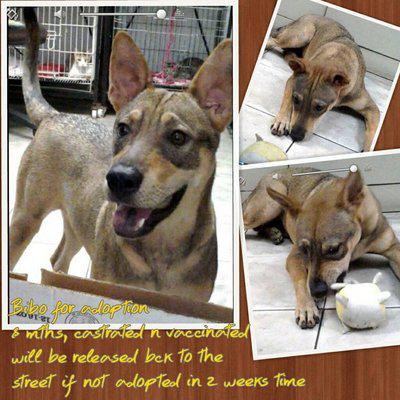 Bibo for adoption
8 mths, castrated n vaccinated
will be released bck to the
street if not adopted in 2 weeks time